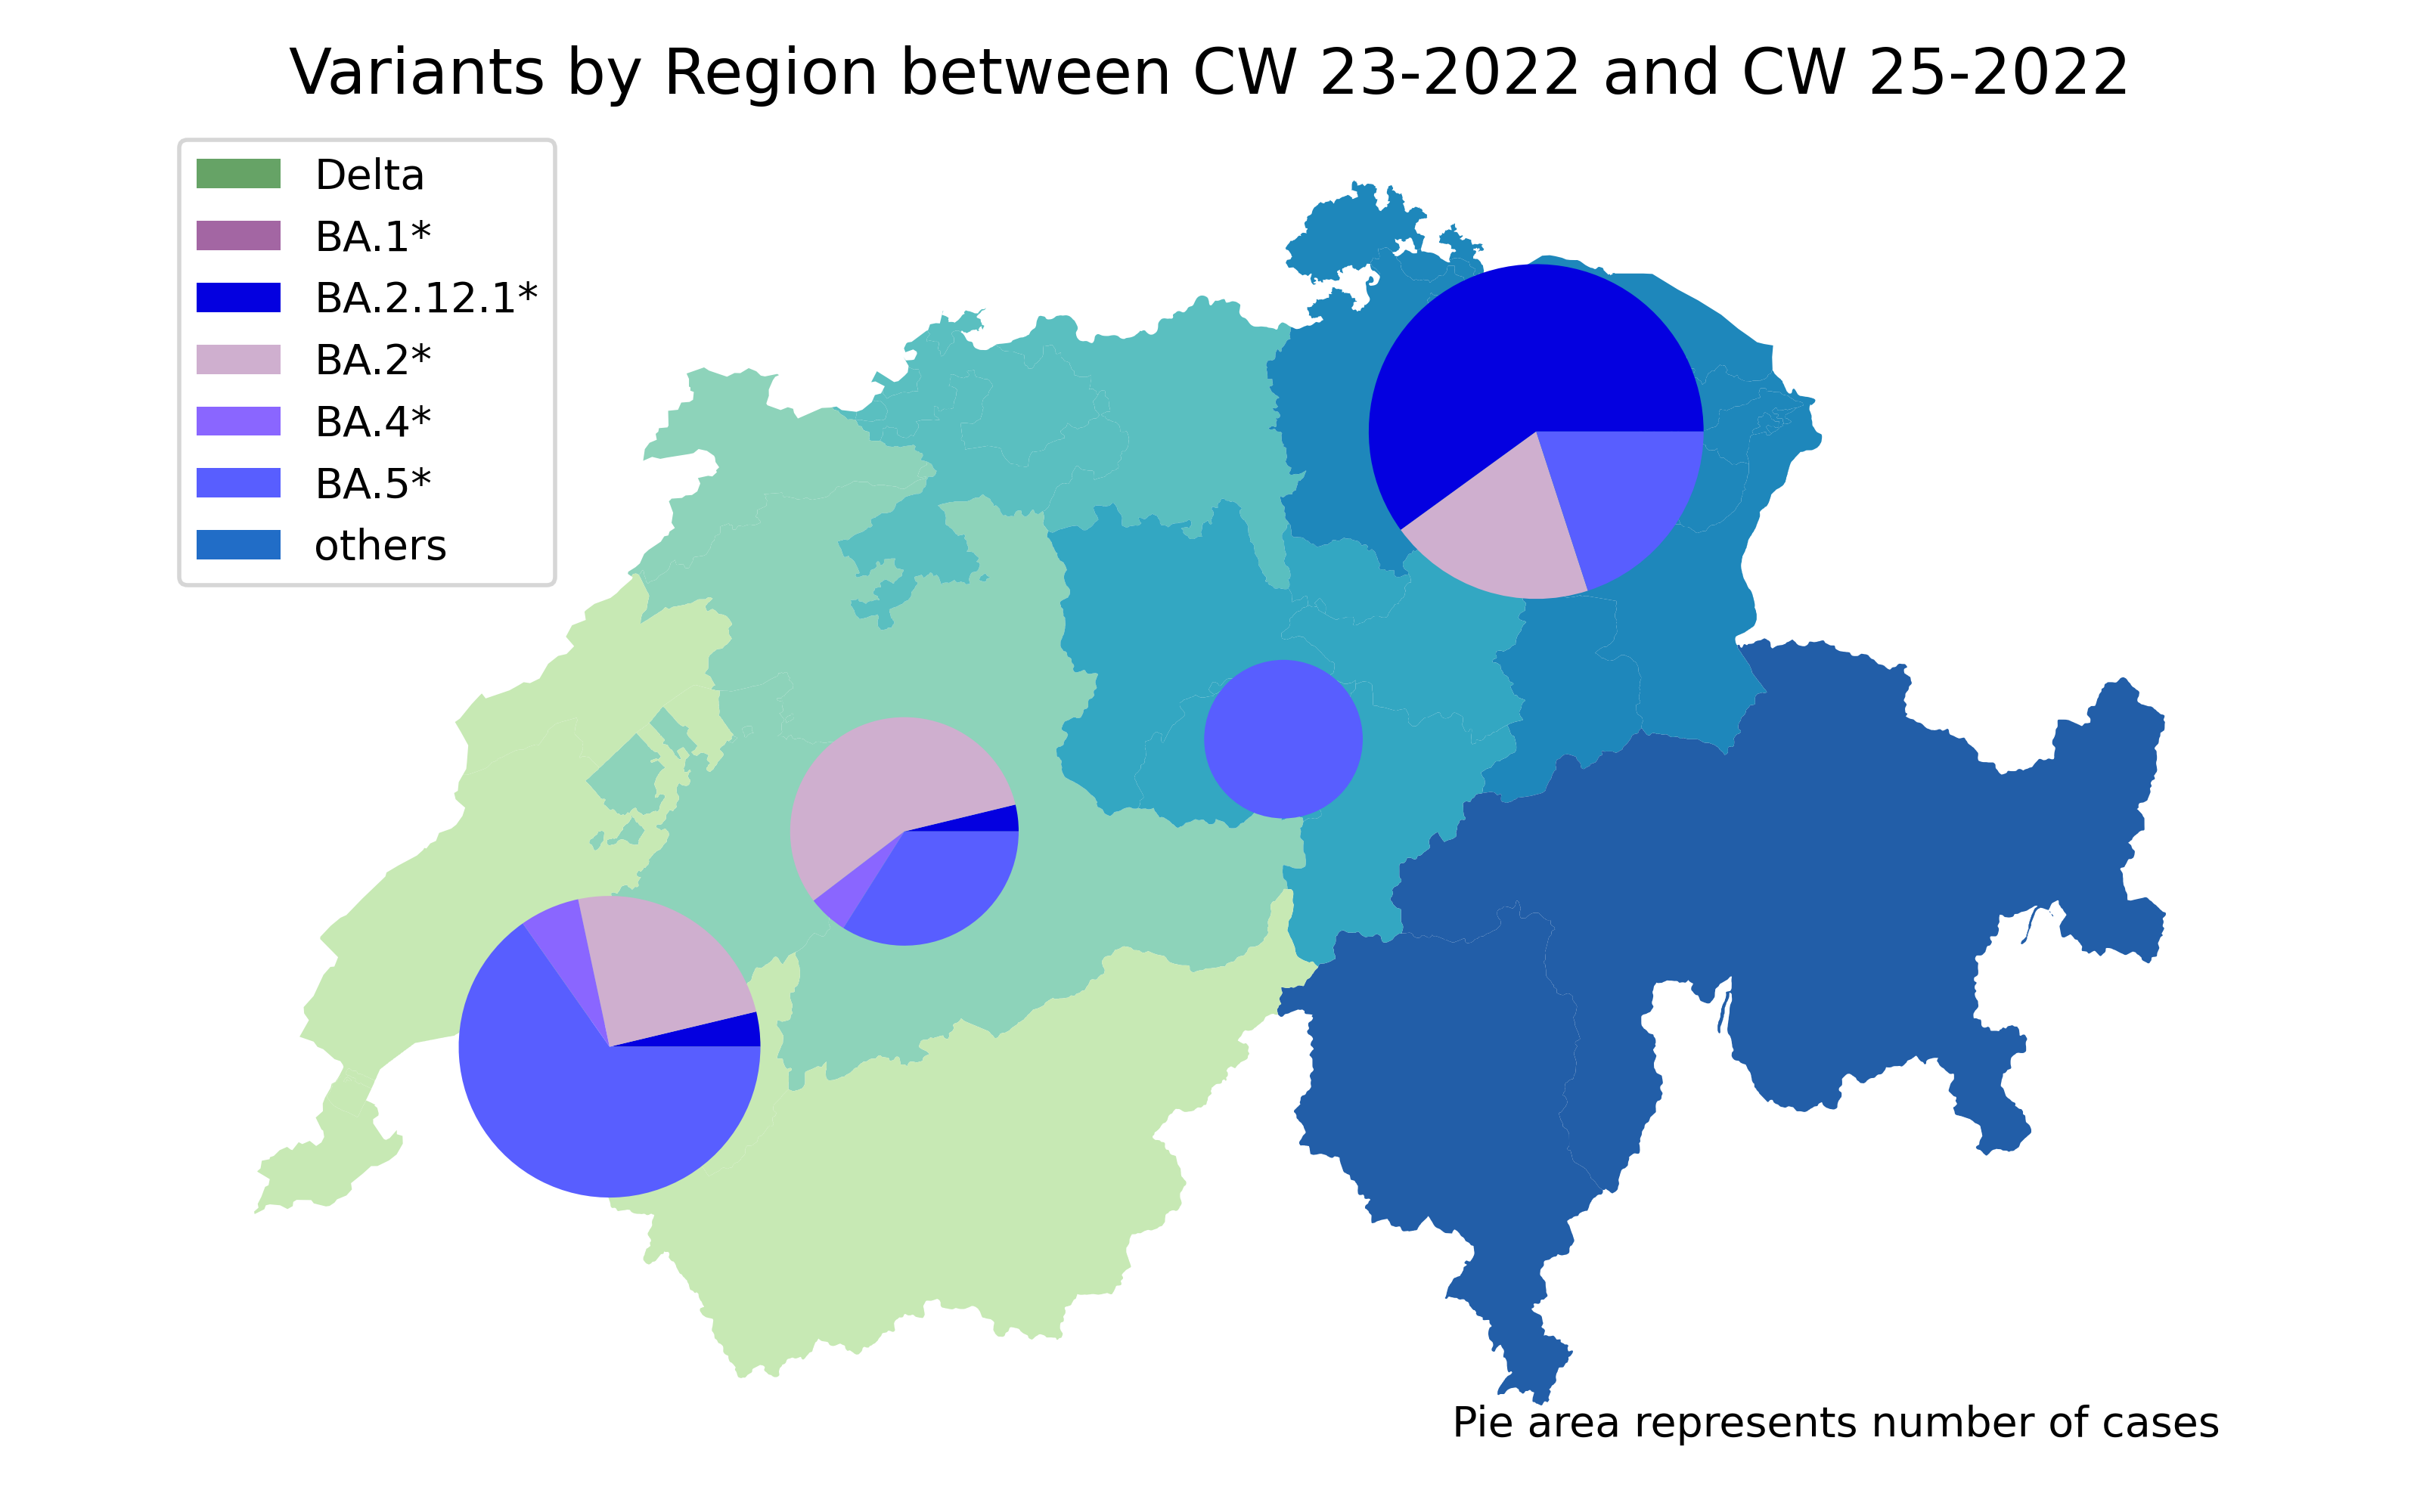 Variants by Region between CW 23-2022 and CW 25-2022
Delta
BA.1*
BA.2.12.1*
BA.2*
BA.4*
BA.5*
others
Pie area represents number of cases